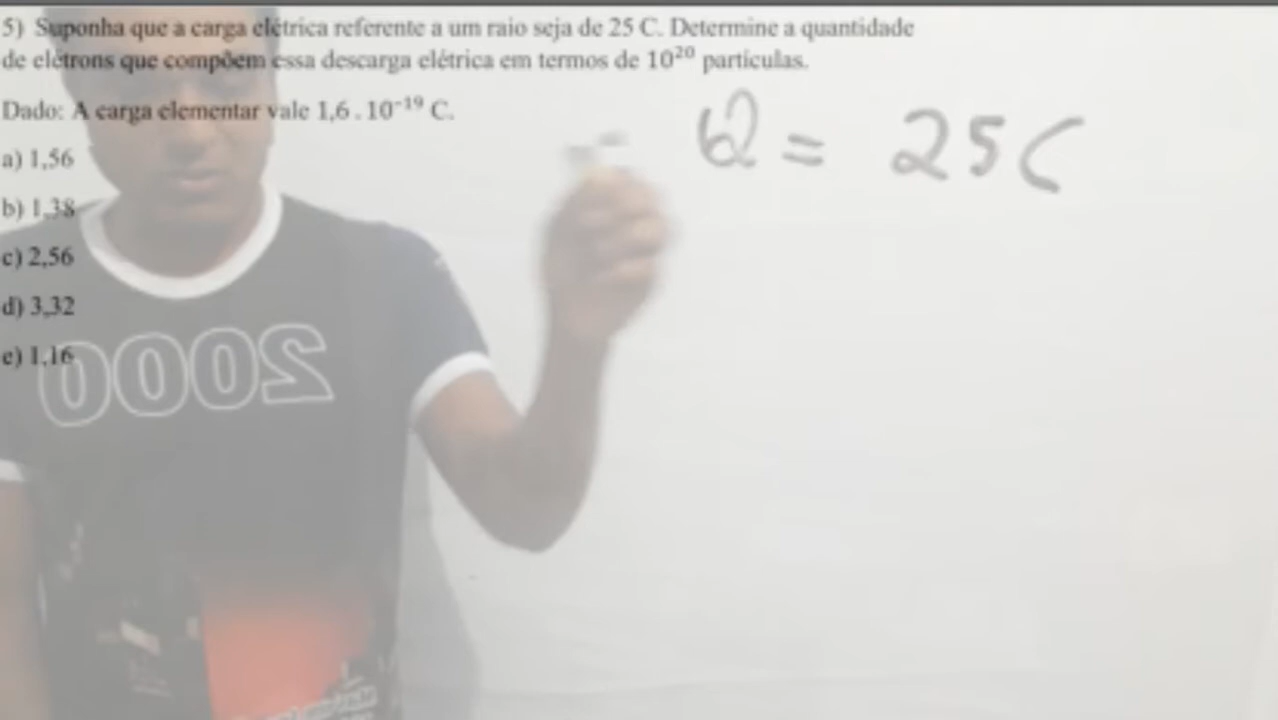 5) Suponha que a carga elétrica referente a um raio seja de 25 C. Determine a quantidade
de elétrons que compõem essa descarga elétrica em termos de 10²⁰ partículas.
Dado: A carga elementar vale 1,6 . 10⁻¹⁹ C.
Q = 25C
a) 1,56
b) 1,38
c) 2,56
d) 3,32
e) 1,16
2000